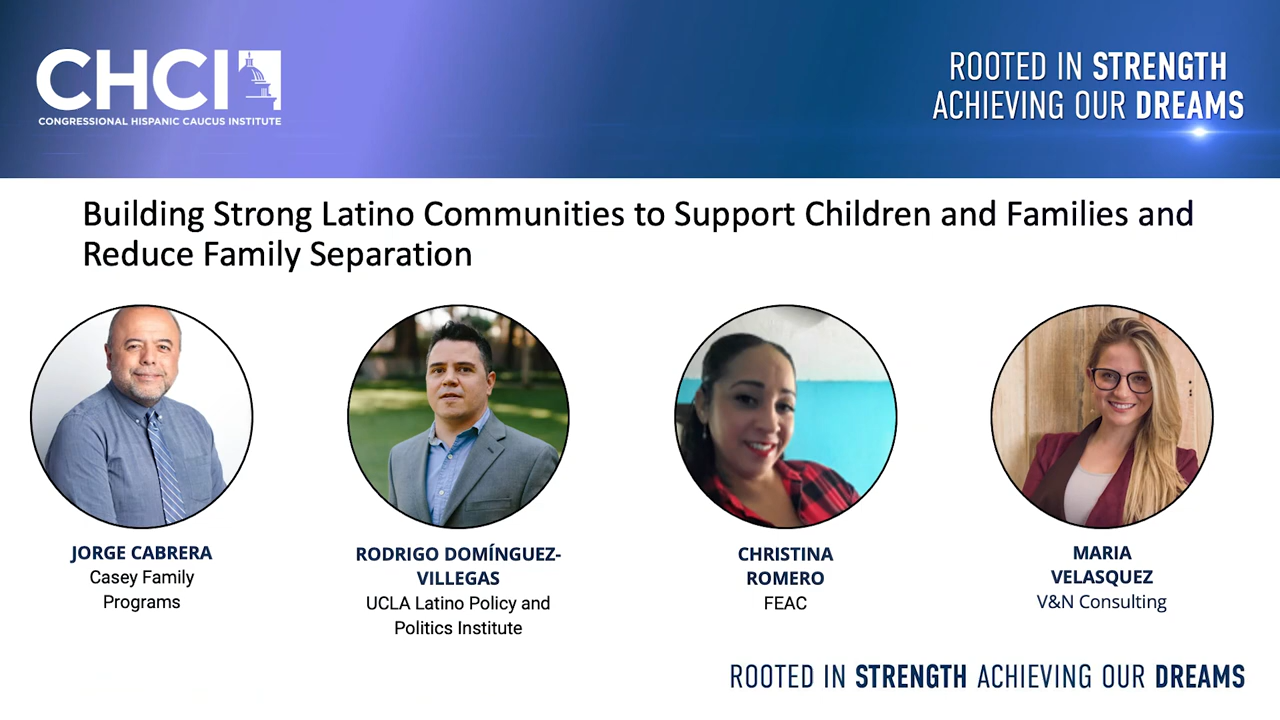 CHCI
CONGRESSIONAL HISPANIC CAUCUS INSTITUTE
ROOTED IN STRENGTH
ACHIEVING OUR DREAMS
Building Strong Latino Communities to Support Children and Families and
Reduce Family Separation
JORGE CABRERA
Casey Family
Programs
RODRIGO DOMÍNGUEZ-
VILLEGAS
UCLA Latino Policy and
Politics Institute
CHRISTINA
ROMERO
FEAC
MARIA
VELASQUEZ
V&N Consulting
ROOTED IN STRENGTH ACHIEVING OUR DREAMS